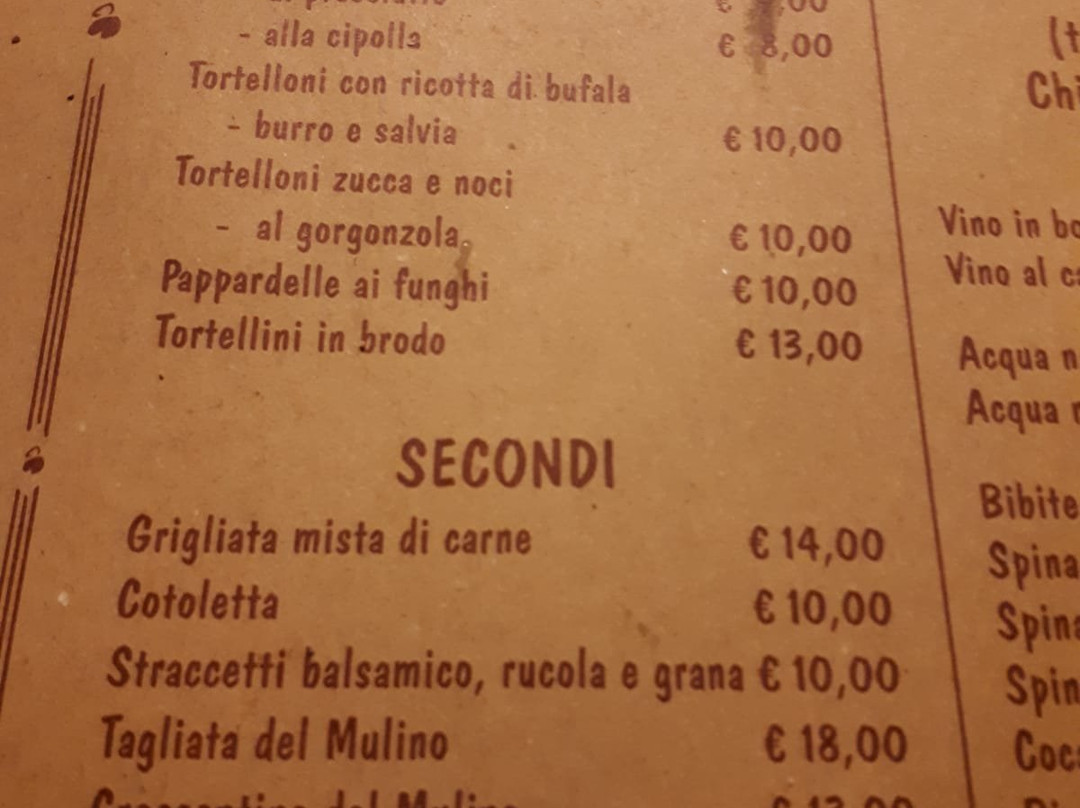 - alla cipolla € 8,00
Tortelloni con ricotta di bufala
- burro e salvia € 10,00
Tortelloni zucca e noci
- al gorgonzola € 10,00
Pappardelle ai funghi € 10,00
Tortellini in brodo € 13,00
SECONDI
Grigliata mista di carne € 14,00
Cotoletta € 10,00
Straccetti balsamico, rucola e grana € 10,00
Tagliata del Mulino € 18,00
del Mulino
Vino in
Vino al
Acqua
Acqua
Bibite